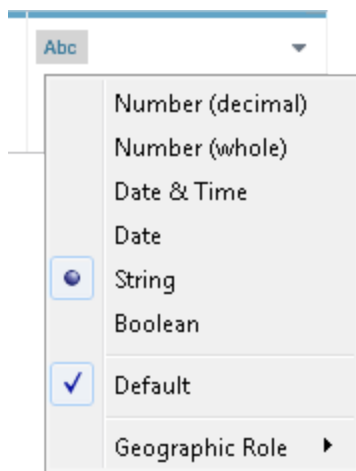 Abc
Number (decimal)
Number (whole)
Date & Time
Date
String
Boolean
Default
Geographic Role